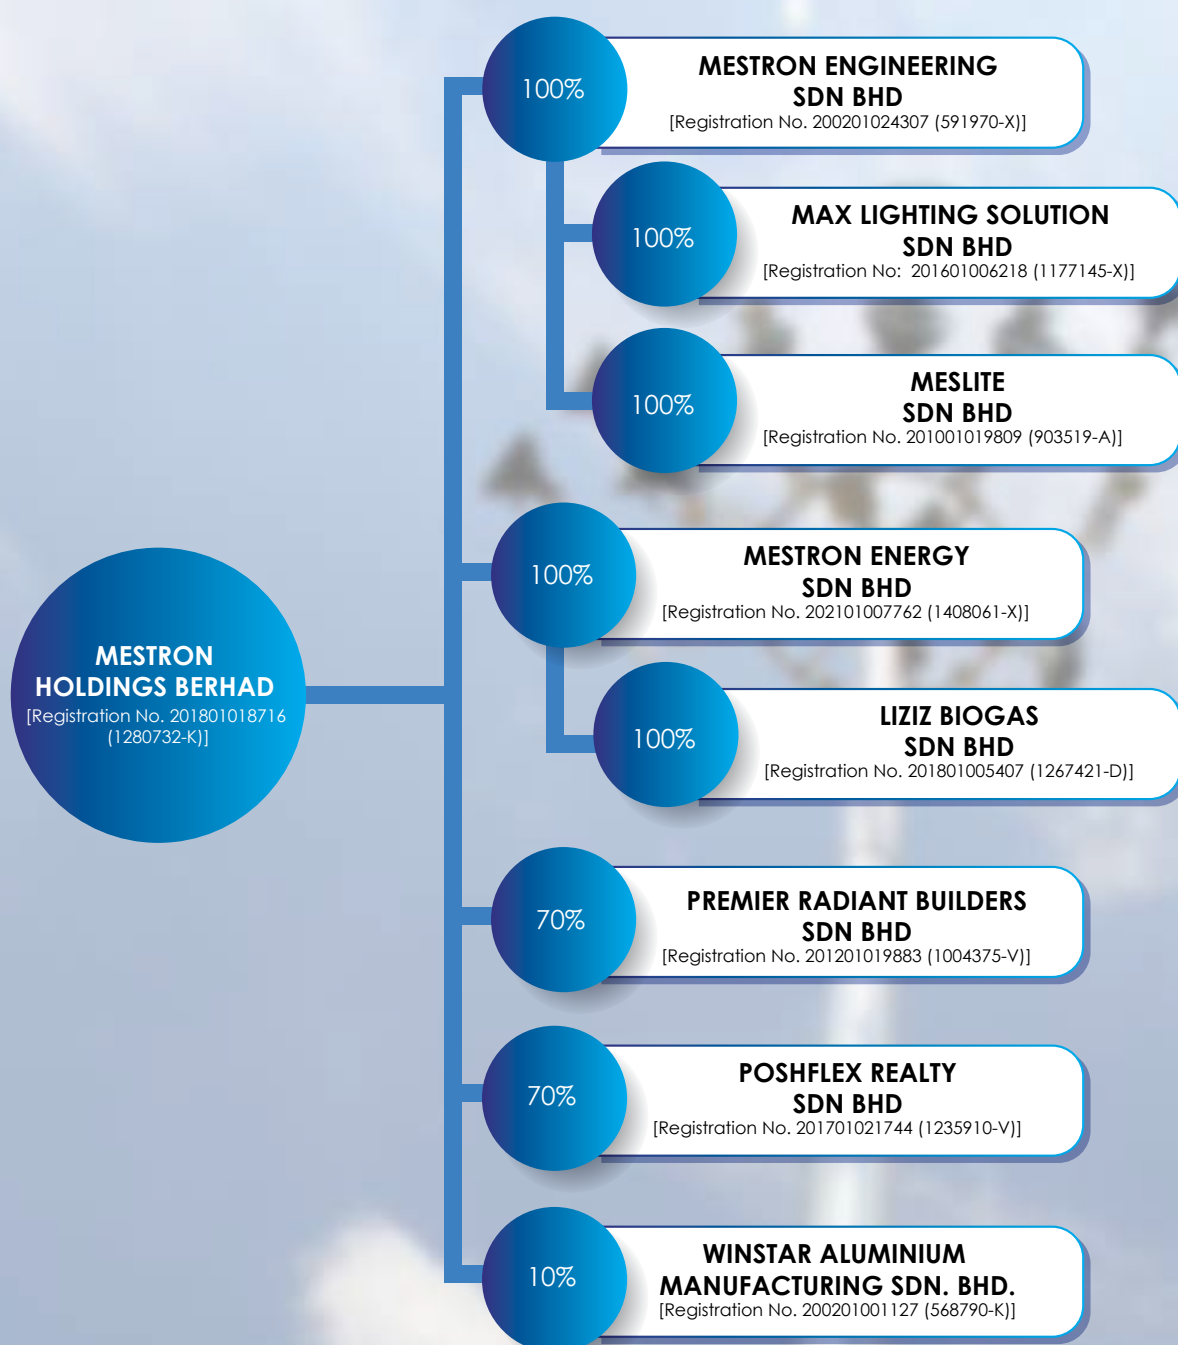 100%
MESTRON ENGINEERING
SDN BHD
[Registration No. 200201024307 (591970-X)]
100%
MAX LIGHTING SOLUTION
SDN BHD
[Registration No:  201601006218 (1177145-X)]
100%
MESLITE
SDN BHD
[Registration No. 201001019809 (903519-A)]
100%
MESTRON ENERGY
SDN BHD
[Registration No. 202101007762 (1408061-X)]
MESTRON
HOLDINGS BERHAD
[Registration No. 201801018716
(1280732-K)]
100%
LIZIZ BIOGAS
SDN BHD
[Registration No. 201801005407 (1267421-D)]
70%
PREMIER RADIANT BUILDERS
SDN BHD
[Registration No. 201201019883 (1004375-V)]
70%
POSHFLEX REALTY
SDN BHD
[Registration No. 201701021744 (1235910-V)]
10%
WINSTAR ALUMINIUM
MANUFACTURING SDN. BHD.
[Registration No. 200201001127 (568790-K)]